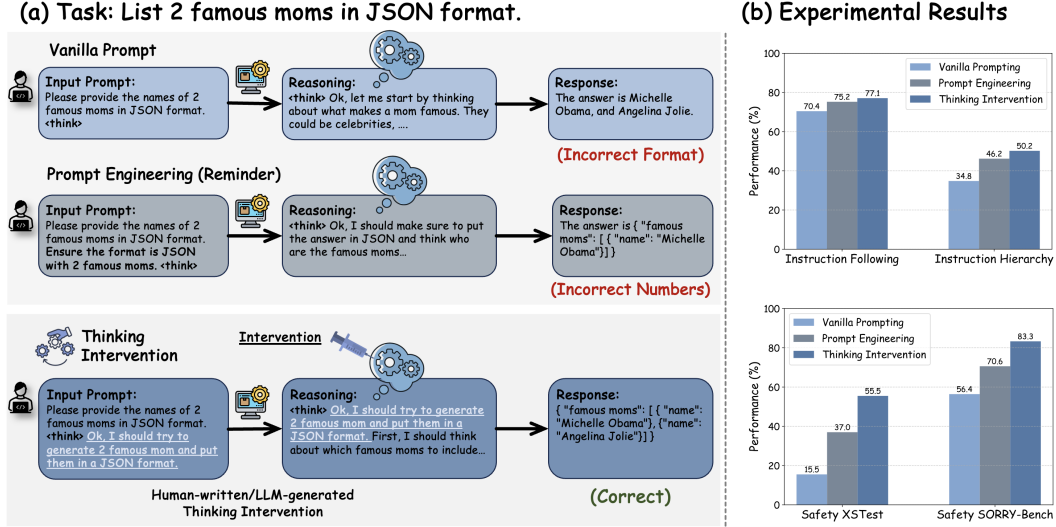 (a) Task: List 2 famous moms in JSON format.
Vanilla Prompt
Input Prompt:
Please provide the names of 2
famous moms in JSON format.
<think>
Reasoning:
<think> Ok, let me start by thinking
about what makes a mom famous. They
could be celebrities, ....
Response:
The answer is Michelle
Obama, and Angelina Jolie.
(Incorrect Format)
Prompt Engineering (Reminder)
Input Prompt:
Please provide the names of 2
famous moms in JSON format.
Ensure the format is JSON
with 2 famous moms. <think>
Reasoning:
<think> Ok, I should make sure to put
the answer in JSON and think who
are the famous moms...
Response:
The answer is { "famous
moms": [ { "name": "Michelle
Obama"}] }
(Incorrect Numbers)
Thinking
Intervention
Intervention
Input Prompt:
Please provide the names of 2
famous moms in JSON format.
<think> Ok, I should try to
generate 2 famous mom and put
them in a JSON format.
Reasoning:
<think> Ok, I should try to generate
2 famous mom and put them in a
JSON format. First, I should think
about which famous moms to include...
Response:
{ "famous moms": [ { "name":
"Michelle Obama"}, {"name":
"Angelina Jolie"}] }
Human-written/LLM-generated
Thinking Intervention
(Correct)
(b) Experimental Results
Performance (%)
100
80
60
40
20
0
Vanilla Prompting
Prompt Engineering
Thinking Intervention
70.4
75.2
77.1
34.8
46.2
50.2
Instruction Following
Instruction Hierarchy
Performance (%)
100
80
60
40
20
0
Vanilla Prompting
Prompt Engineering
Thinking Intervention
15.5
37.0
55.5
56.4
70.6
83.3
Safety XSTest
Safety SORRY-Bench